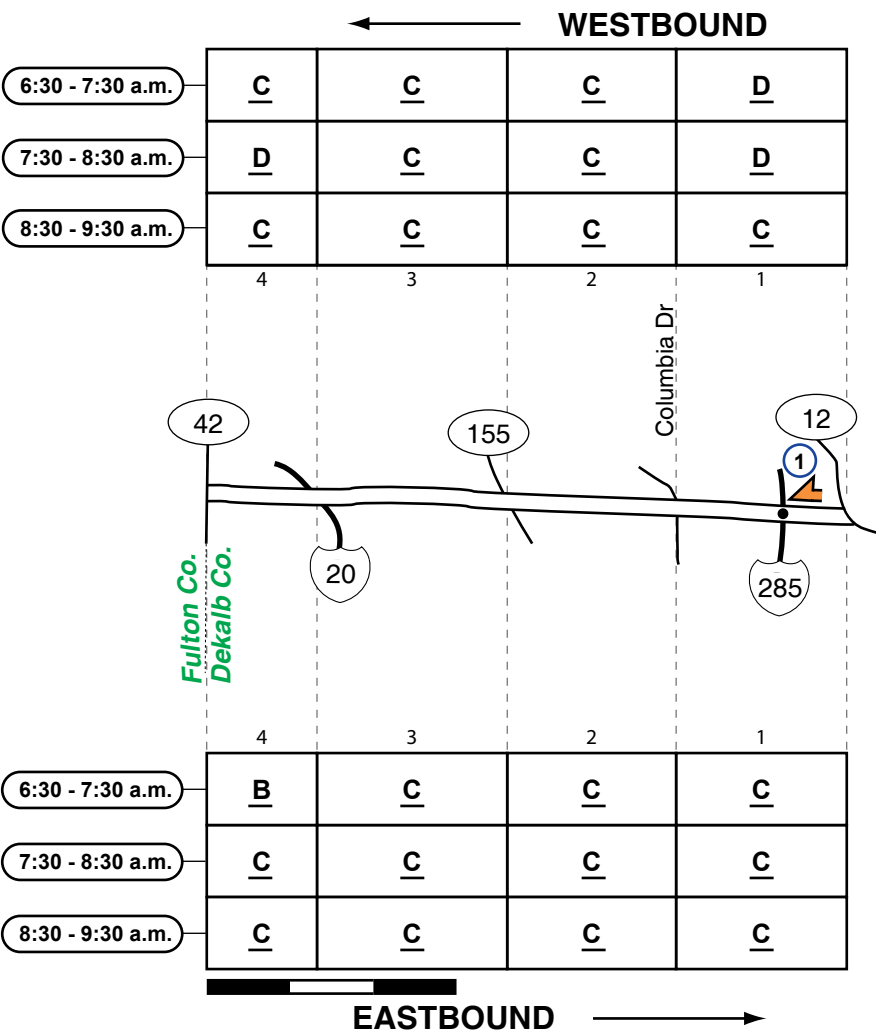 WESTBOUND
6:30 - 7:30 a.m. C C C D
7:30 - 8:30 a.m. D C C D
8:30 - 9:30 a.m. C C C C
4 3 2 1
Columbia Dr
42
155
12
1
20
285
Fulton Co.
Dekalb Co.
4 3 2 1
6:30 - 7:30 a.m. B C C C
7:30 - 8:30 a.m. C C C C
8:30 - 9:30 a.m. C C C C
EASTBOUND